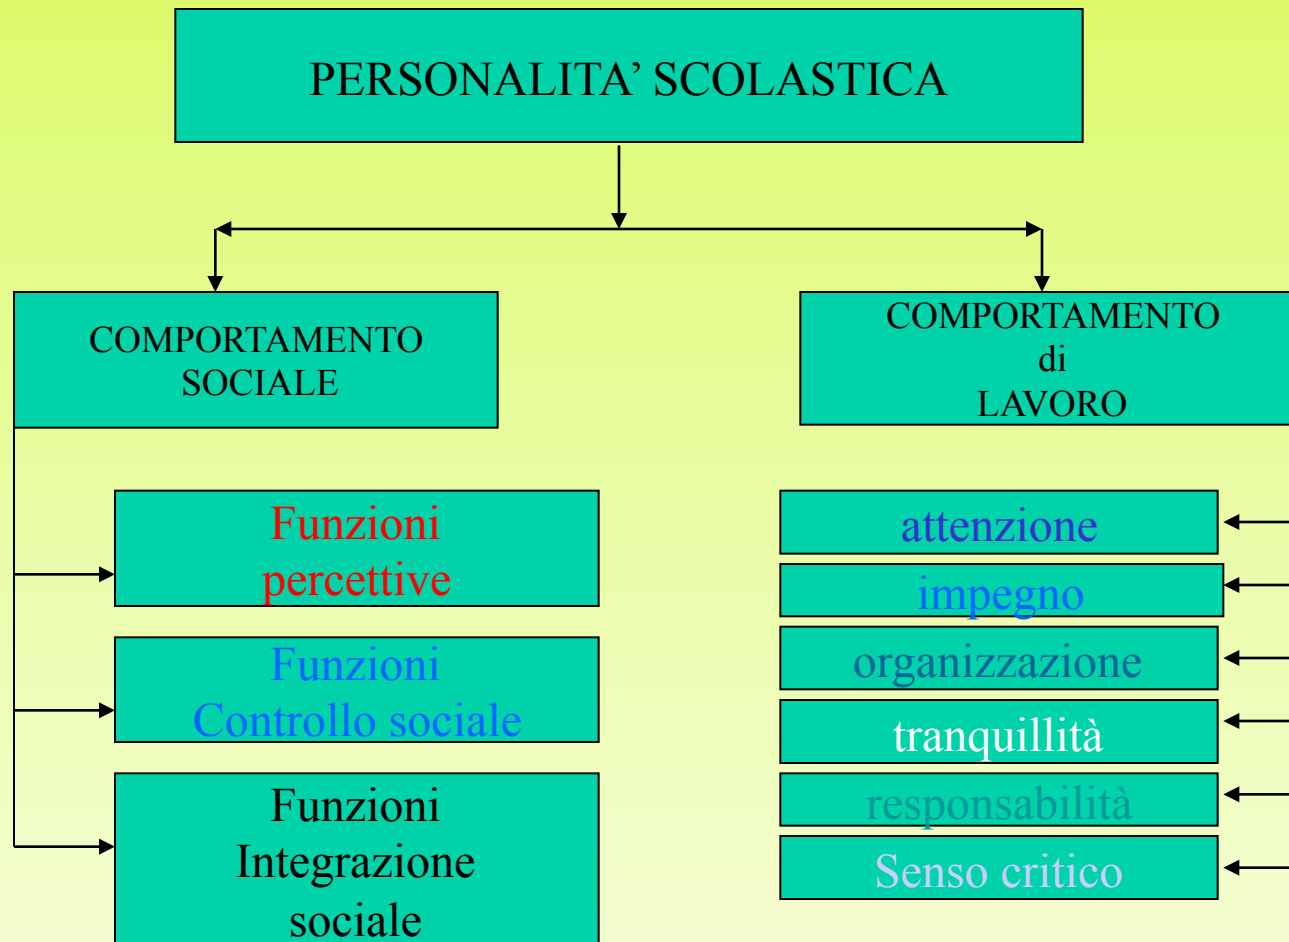 PERSONALITA’ SCOLASTICA
COMPORTAMENTO
SOCIALE
COMPORTAMENTO
di
LAVORO
Funzioni
percettive
Funzioni
Controllo sociale
Funzioni
Integrazione
sociale
attenzione
impegno
organizzazione
tranquillità
responsabilità
Senso critico